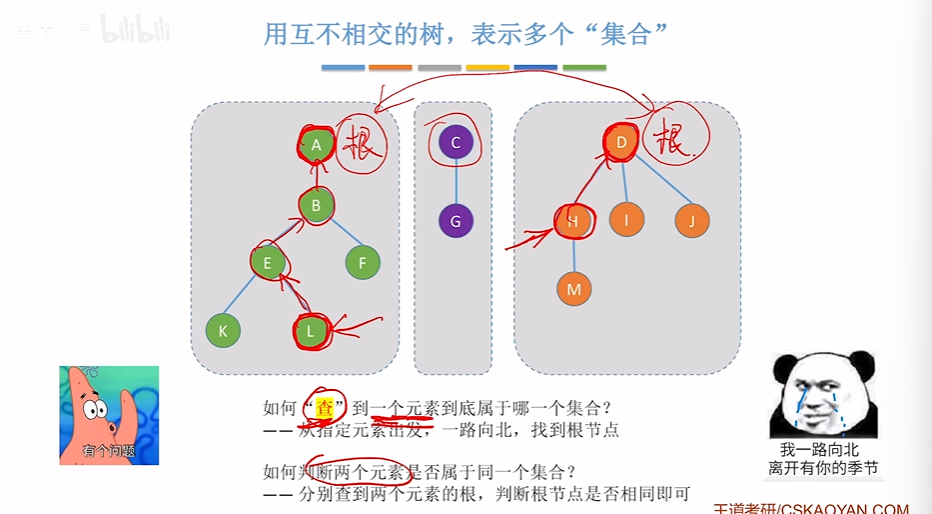 bilibili
用互不相交的树，表示多个“集合”
A
根
C
D
根
B
G
H
I
J
E
F
M
K
L
如何“查”到一个元素到底属于哪一个集合？
——从指定元素出发，一路向北，找到根节点
有个问题
我一路向北
离开有你的季节
如何判断两个元素是否属于同一个集合？
——分别查到两个元素的根，判断根节点是否相同即可
王道考研/CSKAOYAN.COM